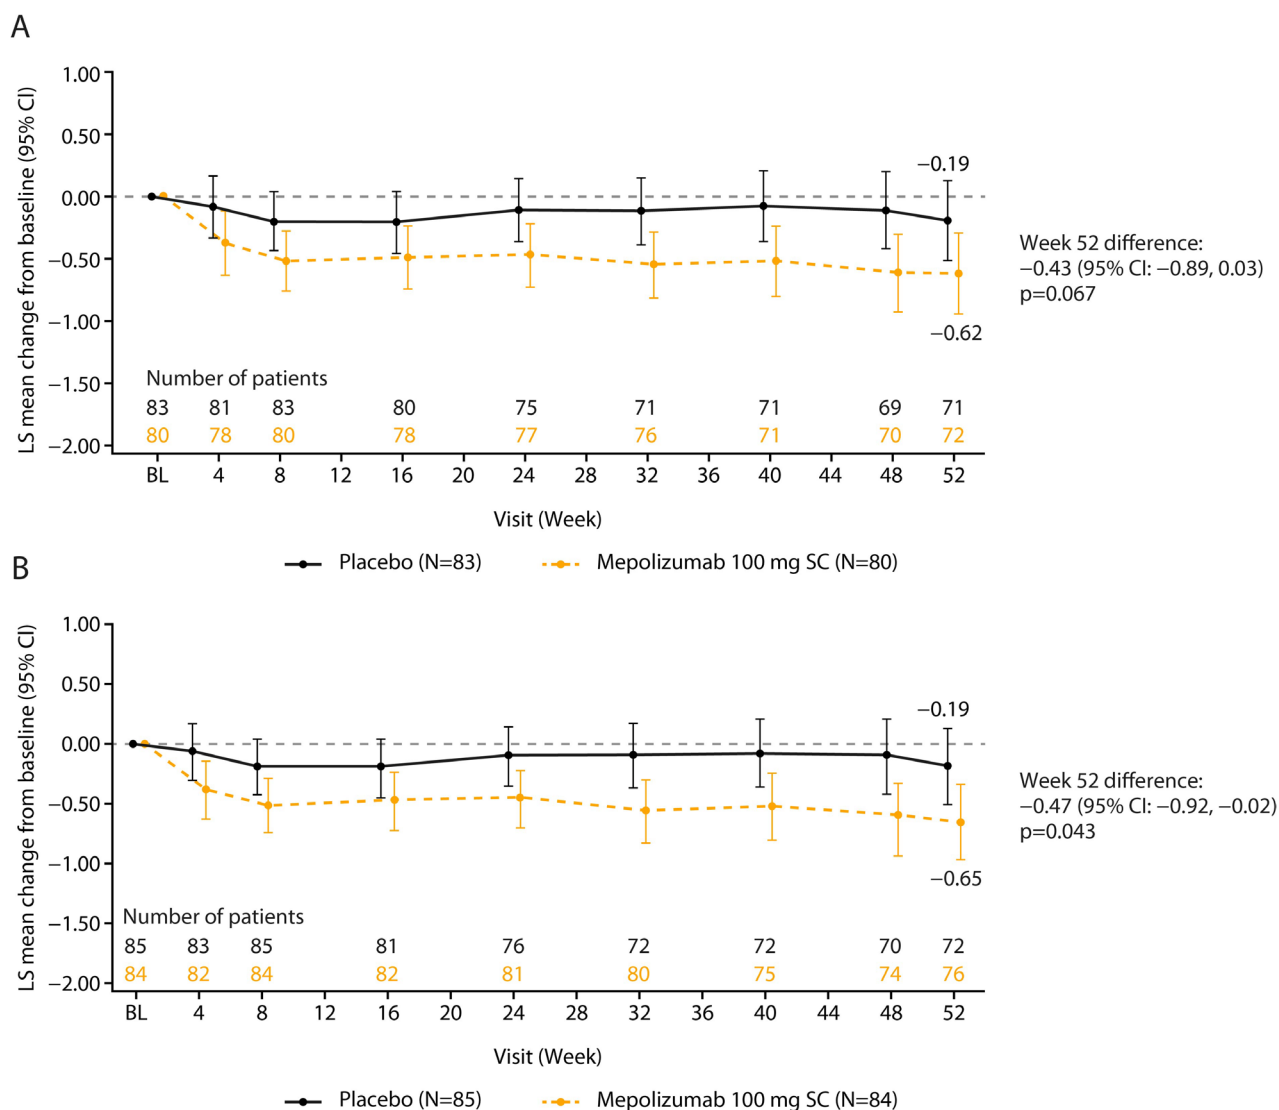 A
LS mean change from baseline (95% CI)
1.00
0.50
0.00
−0.50
−1.00
−1.50
−2.00
−0.19
−0.62
Week 52 difference:
−0.43 (95% CI: −0.89, 0.03)
p=0.067
Number of patients
83 81 83 80 75 71 71 69 71
80 78 80 78 77 76 71 70 72
BL 4 8 12 16 20 24 28 32 36 40 44 48 52
Visit (Week)
Placebo (N=83) Mepolizumab 100 mg SC (N=80)
B
LS mean change from baseline (95% CI)
1.00
0.50
0.00
−0.50
−1.00
−1.50
−2.00
−0.19
−0.65
Week 52 difference:
−0.47 (95% CI: −0.92, −0.02)
p=0.043
Number of patients
85 83 85 81 76 72 72 70 72
84 82 84 82 81 80 75 74 76
BL 4 8 12 16 20 24 28 32 36 40 44 48 52
Visit (Week)
Placebo (N=85) Mepolizumab 100 mg SC (N=84)